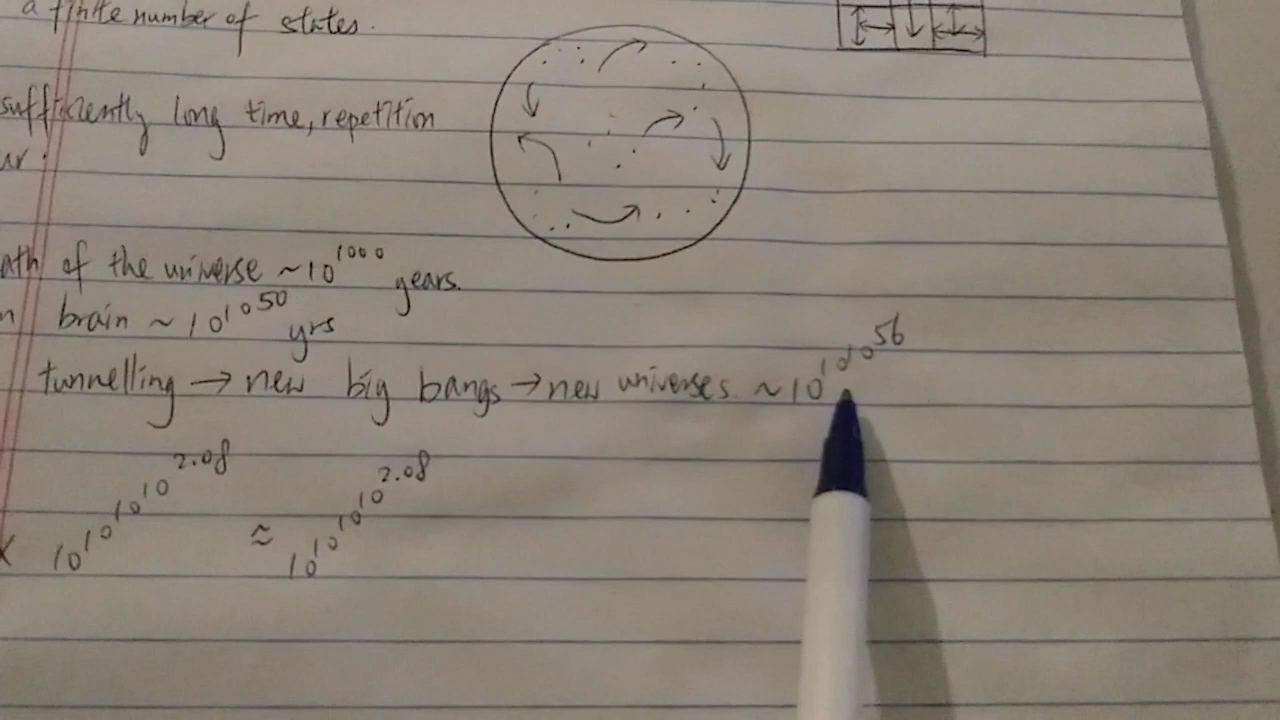 a finite number of states.
sufficiently long time, repetition
ur:
ath of the universe ~10^1000 years.
n brain ~ 10^10^50 yrs
tunnelling → new big bangs → new universes. ~10^10^10^56
10^10^10^10^2.08 ≈ 10^10^10^10^2.08